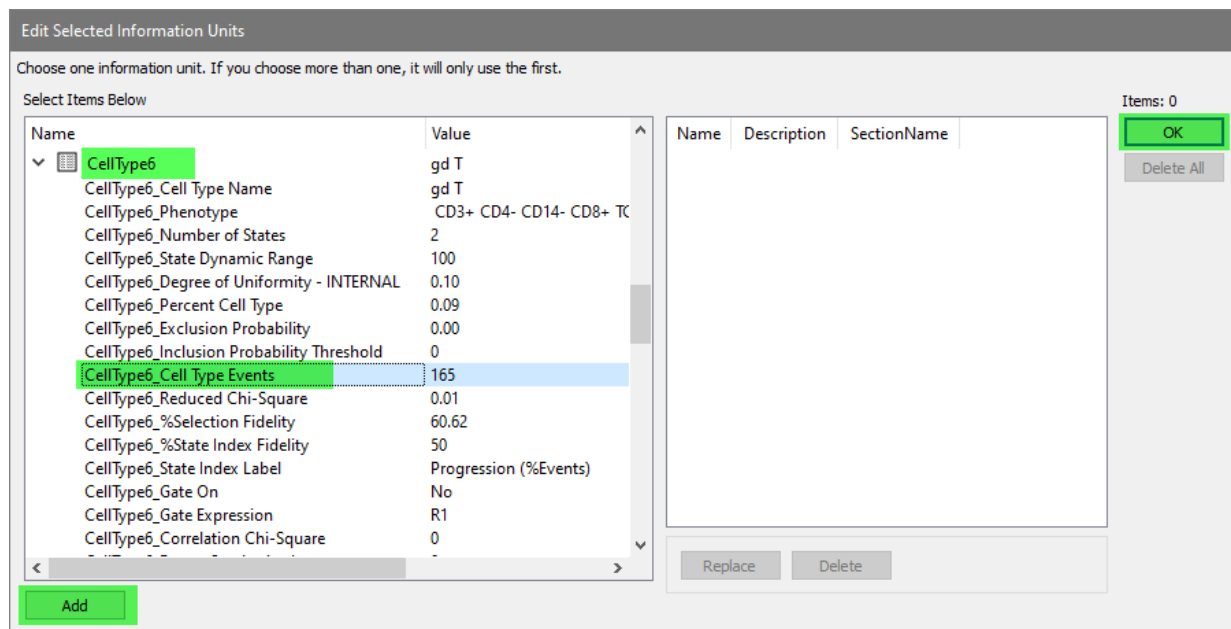 Edit Selected Information Units
Choose one information unit. If you choose more than one, it will only use the first.
Select Items Below
Items: 0
Name Value
Name Description SectionName
OK
Delete All
CellType6 gd T
CellType6_Cell Type Name gd T
CellType6_Phenotype CD3+ CD4- CD14- CD8+
CellType6_Number of States 2
CellType6_State Dynamic Range 100
CellType6_Degree of Uniformity - INTERNAL 0.10
CellType6_Percent Cell Type 0.09
CellType6_Exclusion Probability 0.00
CellType6_Inclusion Probability Threshold 0
CellType6_Cell Type Events 165
CellType6_Reduced Chi-Square 0.01
CellType6_%Selection Fidelity 60.62
CellType6_%State Index Fidelity 50
CellType6_State Index Label Progression (%Events)
CellType6_Gate On No
CellType6_Gate Expression R1
CellType6_Correlation Chi-Square 0
Replace Delete
Add